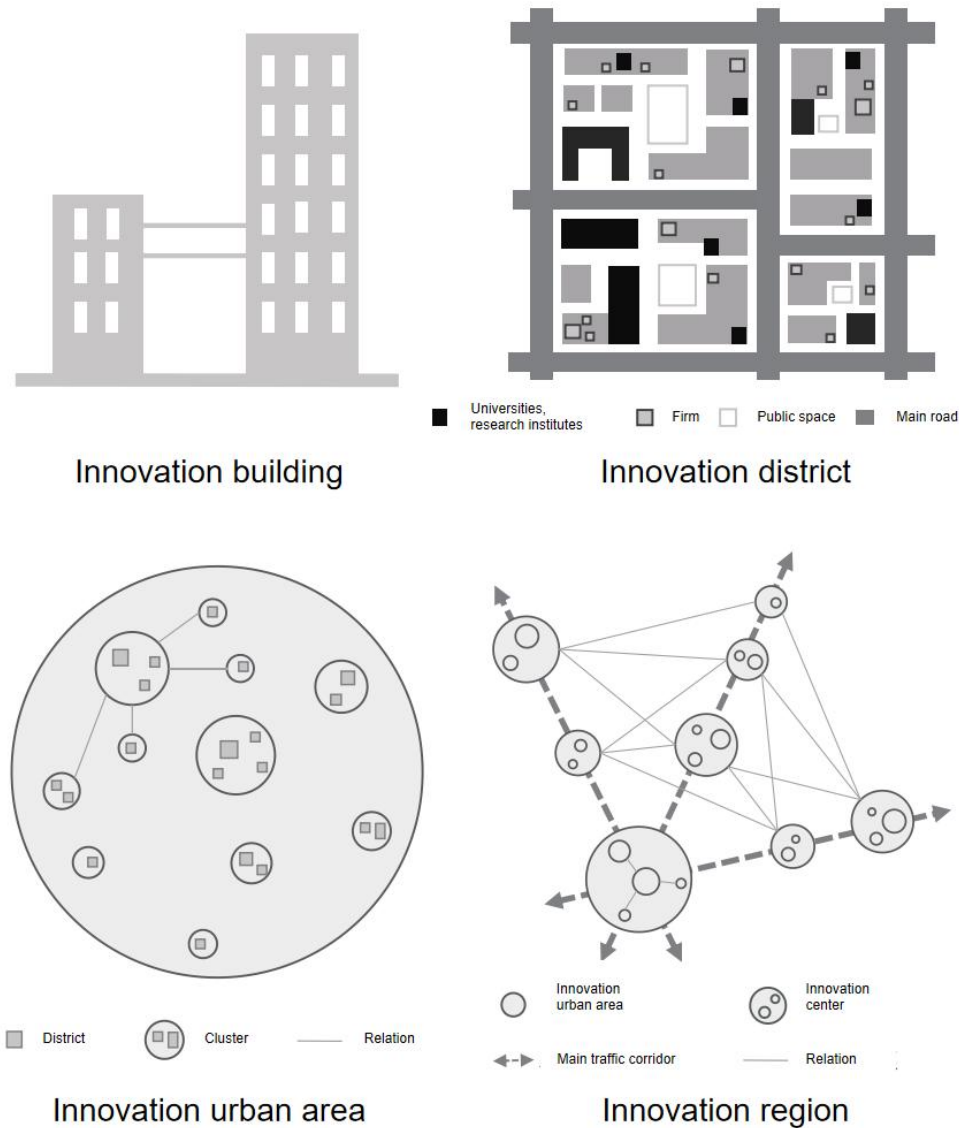 Universities,
research institutes
Firm
Public space
Main road
Innovation building
Innovation district
District
Cluster
Relation
Innovation
urban area
Innovation
center
Main traffic corridor
Relation
Innovation urban area
Innovation region